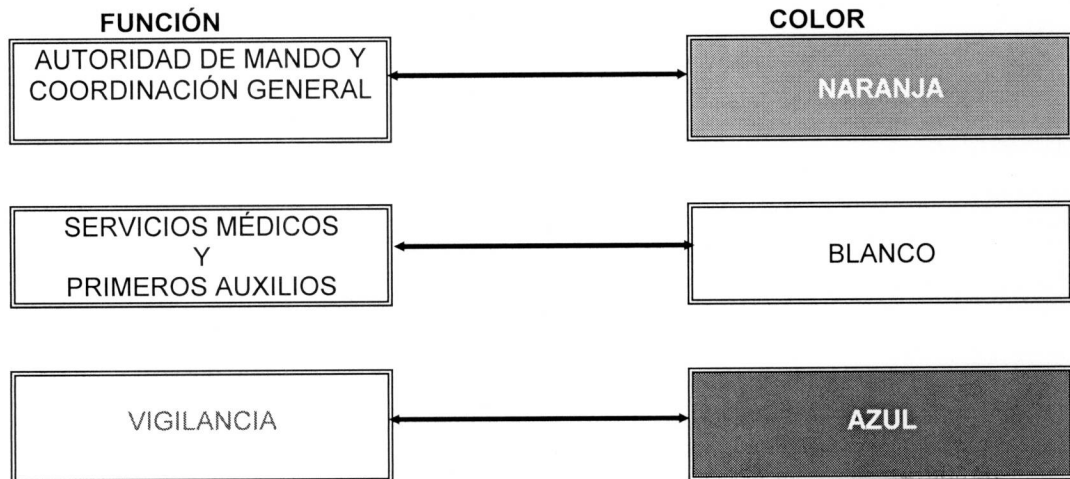 FUNCIÓN
COLOR
AUTORIDAD DE MANDO Y
COORDINACIÓN GENERAL
NARANJA
SERVICIOS MÉDICOS
Y
PRIMEROS AUXILIOS
BLANCO
VIGILANCIA
AZUL